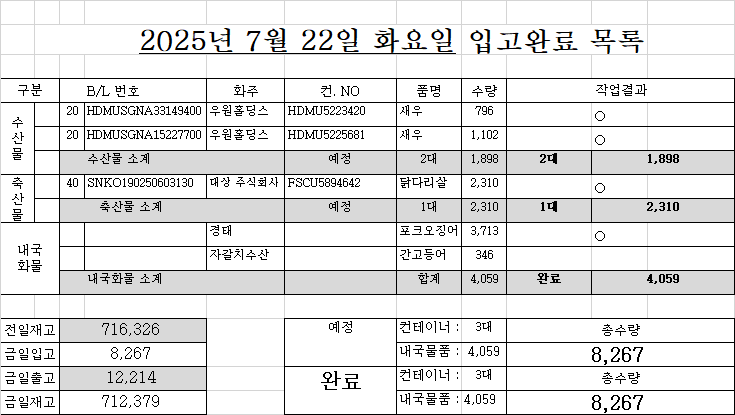 2025년 7월 22일 화요일 입고완료 목록
구분 B/L 번호 화주 컨. NO 품명 수량 작업결과
수산물 20 HDMUSGNA33149400 우원홀딩스 HDMU5223420 새우 796 ○
20 HDMUSGNA15227700 우원홀딩스 HDMU5225681 새우 1,102 ○
수산물 소계 예정 2대 1,898 2대 1,898
축산물 40 SNKO190250603130 대상 주식회사 FSCU5894642 닭다리살 2,310 ○
축산물 소계 예정 1대 2,310 1대 2,310
내국화물 경태 포크오징어 3,713 ○
자갈치수산 간고등어 346
내국화물 소계 합계 4,059 완료 4,059
전일재고 716,326 예정 컨테이너 : 3대 총수량
금일입고 8,267 내국물품 : 4,059 8,267
금일출고 12,214 완료 컨테이너 : 3대 총수량
금일재고 712,379 내국물품 : 4,059 8,267